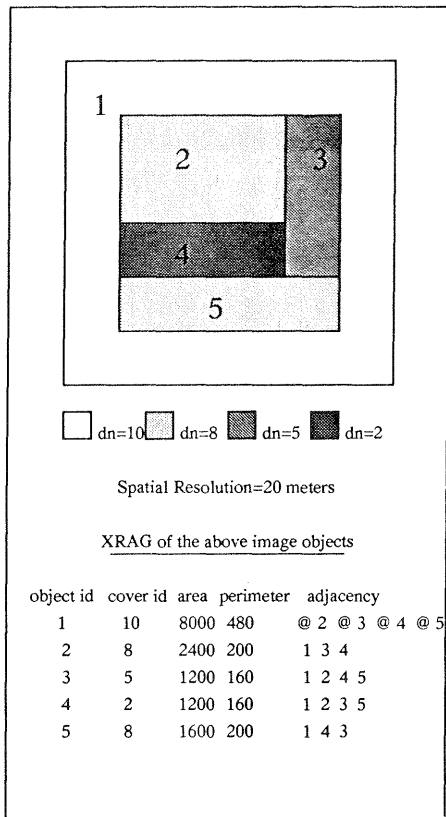 1
2 3
4
5
dn=10 dn=8 dn=5 dn=2
Spatial Resolution=20 meters
XRAG of the above image objects
object id cover id area perimeter adjacency
1 10 8000 480 @ 2 @ 3 @ 4 @ 5
2 8 2400 200 1 3 4
3 5 1200 160 1 2 4 5
4 2 1200 160 1 2 3 5
5 8 1600 200 1 4 3